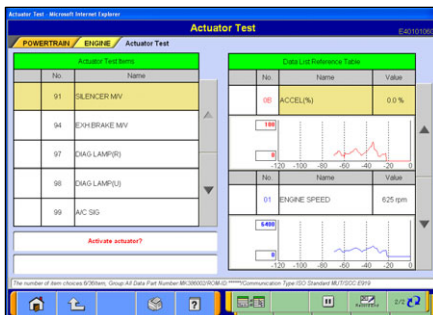 Actuator Test - Microsoft Internet Explorer
Actuator Test
E40101060
POWERTRAIN ENGINE Actuator Test
Actuator Test Items
No. Name
91 SILENCER M/V
94 EXH.BRAKE M/V
97 DIAG LAMP(R)
98 DIAG LAMP(U)
99 A/C SIG
Activate actuator?
Data List Reference Table
No. Name Value
0B ACCEL(%) 0.0 %
100
0
-120 -100 -80 -60 -40 -20 0
No. Name Value
01 ENGINE SPEED 625 rpm
6400
0
-120 -100 -80 -60 -40 -20 0
The number of item choices 6/36item, Group:All Data Part Number:MK386002/ROM-ID:******/Communication Type:ISO Standard MUT/SCC:E919
2/2